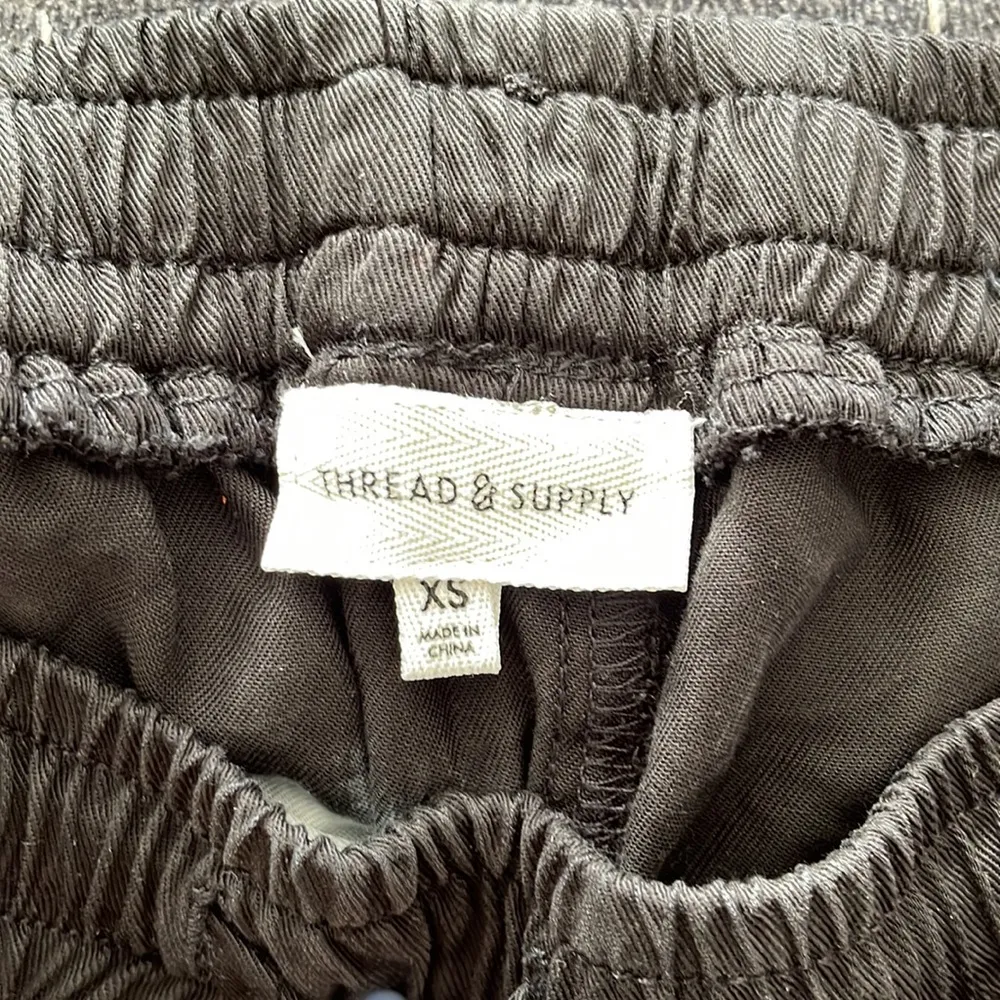 THREAD & SUPPLY
XS
MADE IN
CHINA